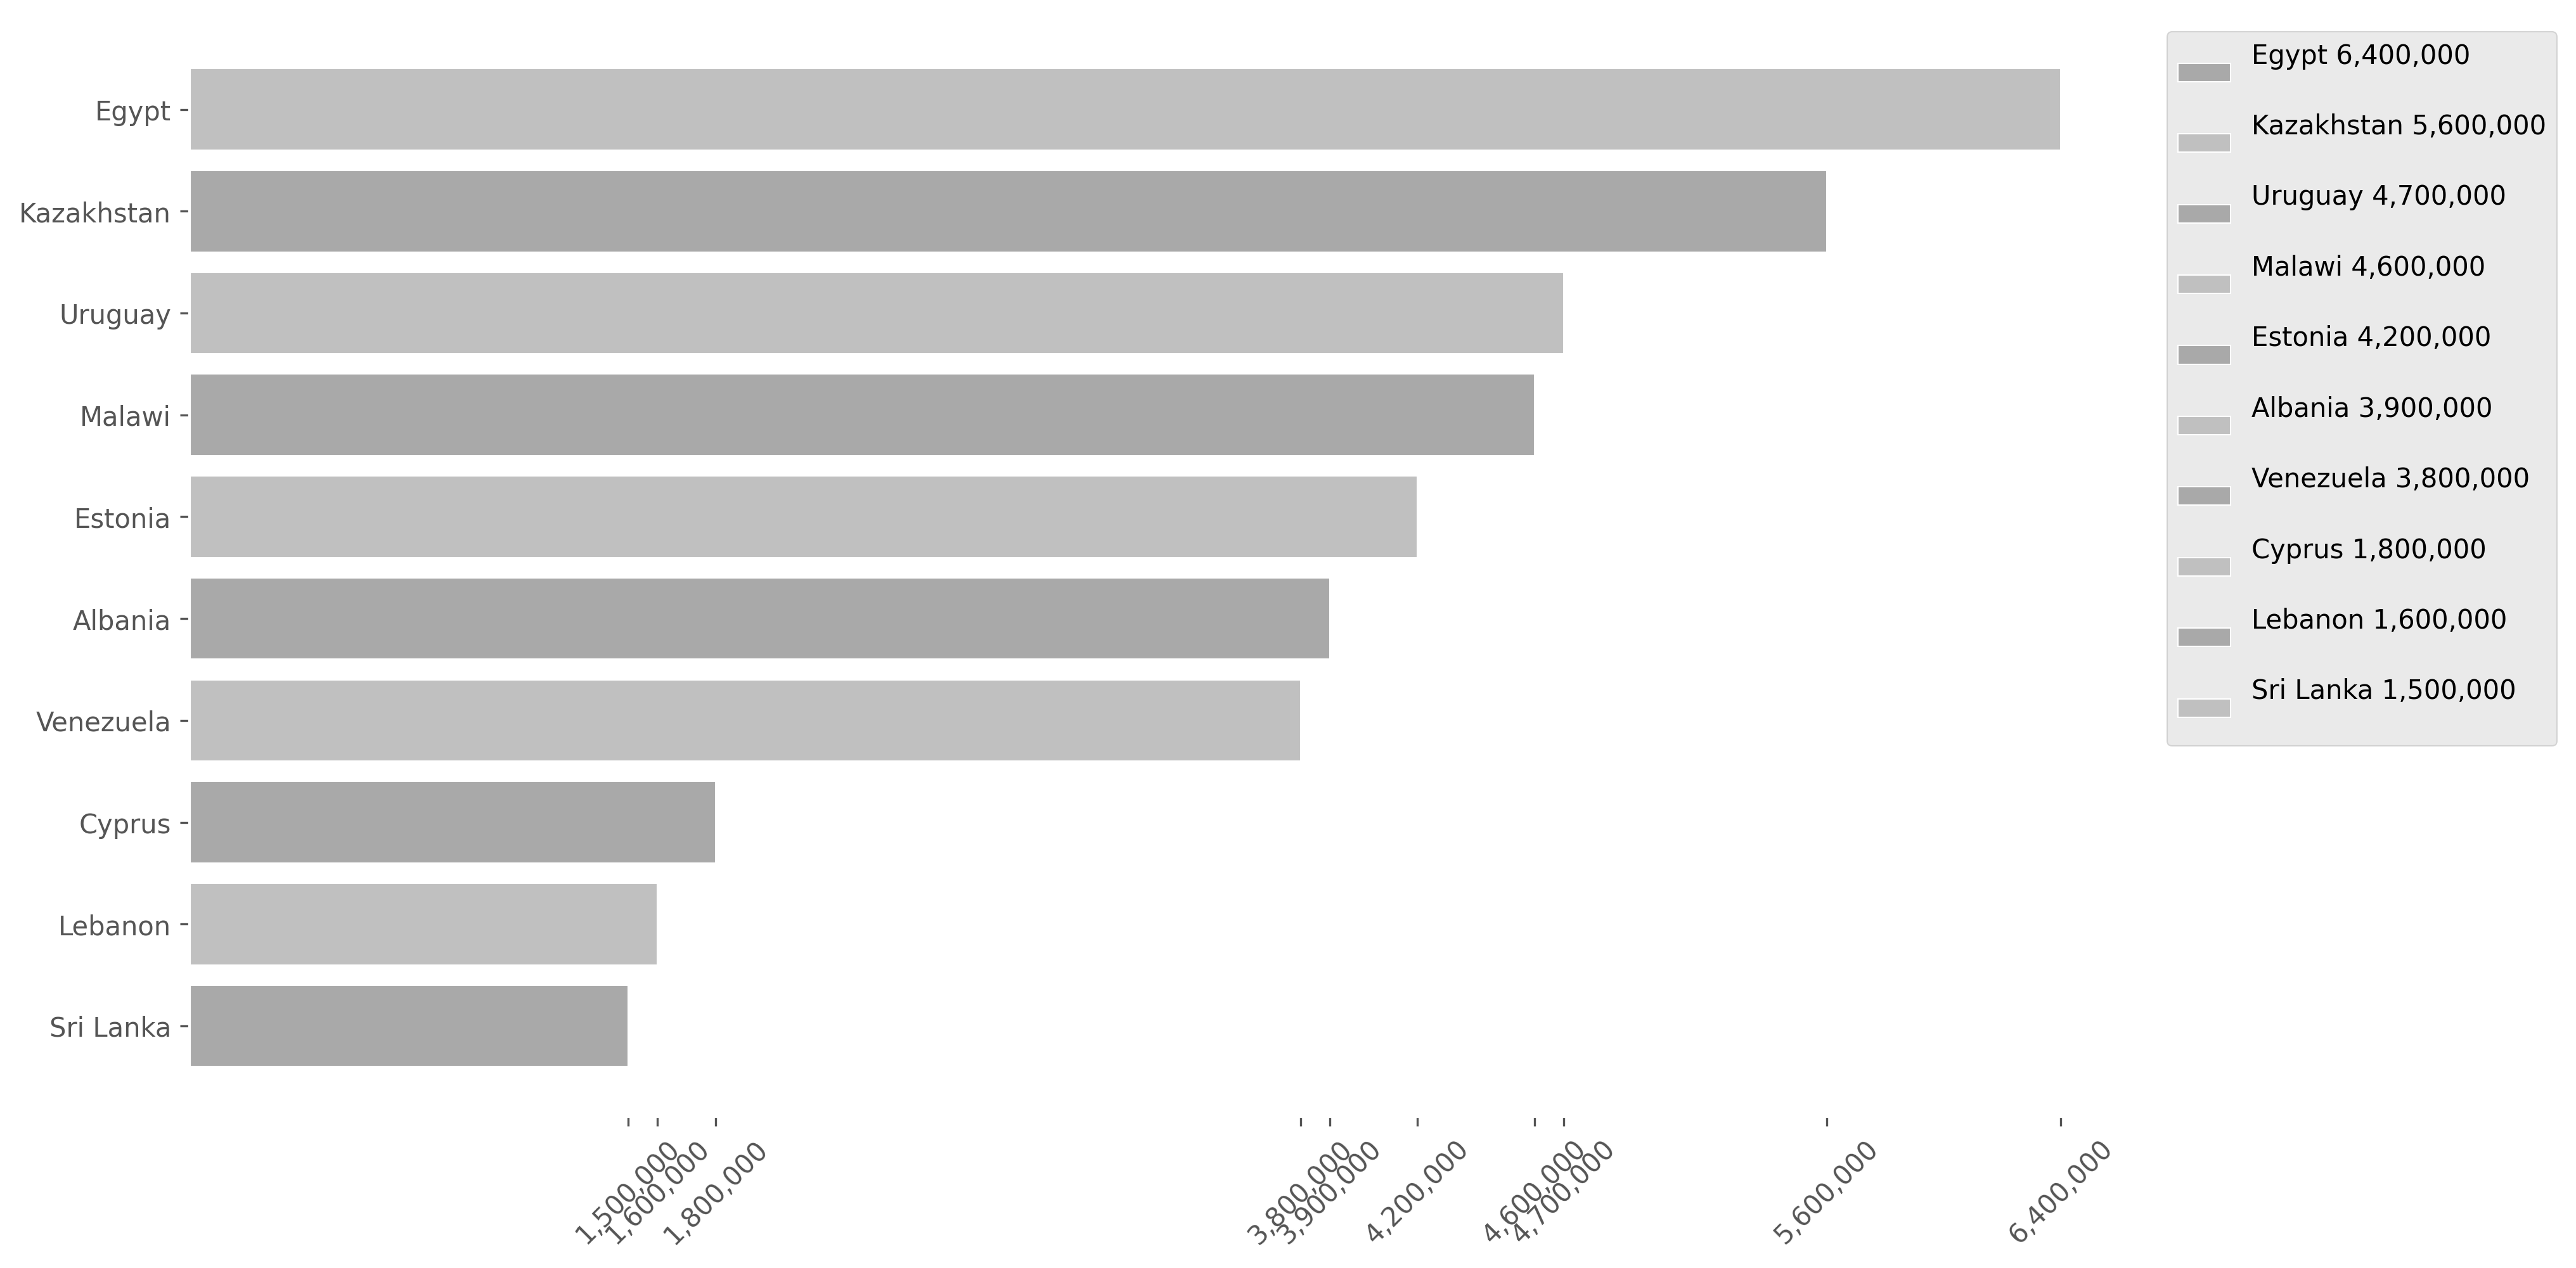 Egypt
Kazakhstan
Uruguay
Malawi
Estonia
Albania
Venezuela
Cyprus
Lebanon
Sri Lanka
1,500,000
1,600,000
1,800,000
3,800,000
3,900,000
4,200,000
4,600,000
4,700,000
5,600,000
6,400,000
Egypt 6,400,000
Kazakhstan 5,600,000
Uruguay 4,700,000
Malawi 4,600,000
Estonia 4,200,000
Albania 3,900,000
Venezuela 3,800,000
Cyprus 1,800,000
Lebanon 1,600,000
Sri Lanka 1,500,000